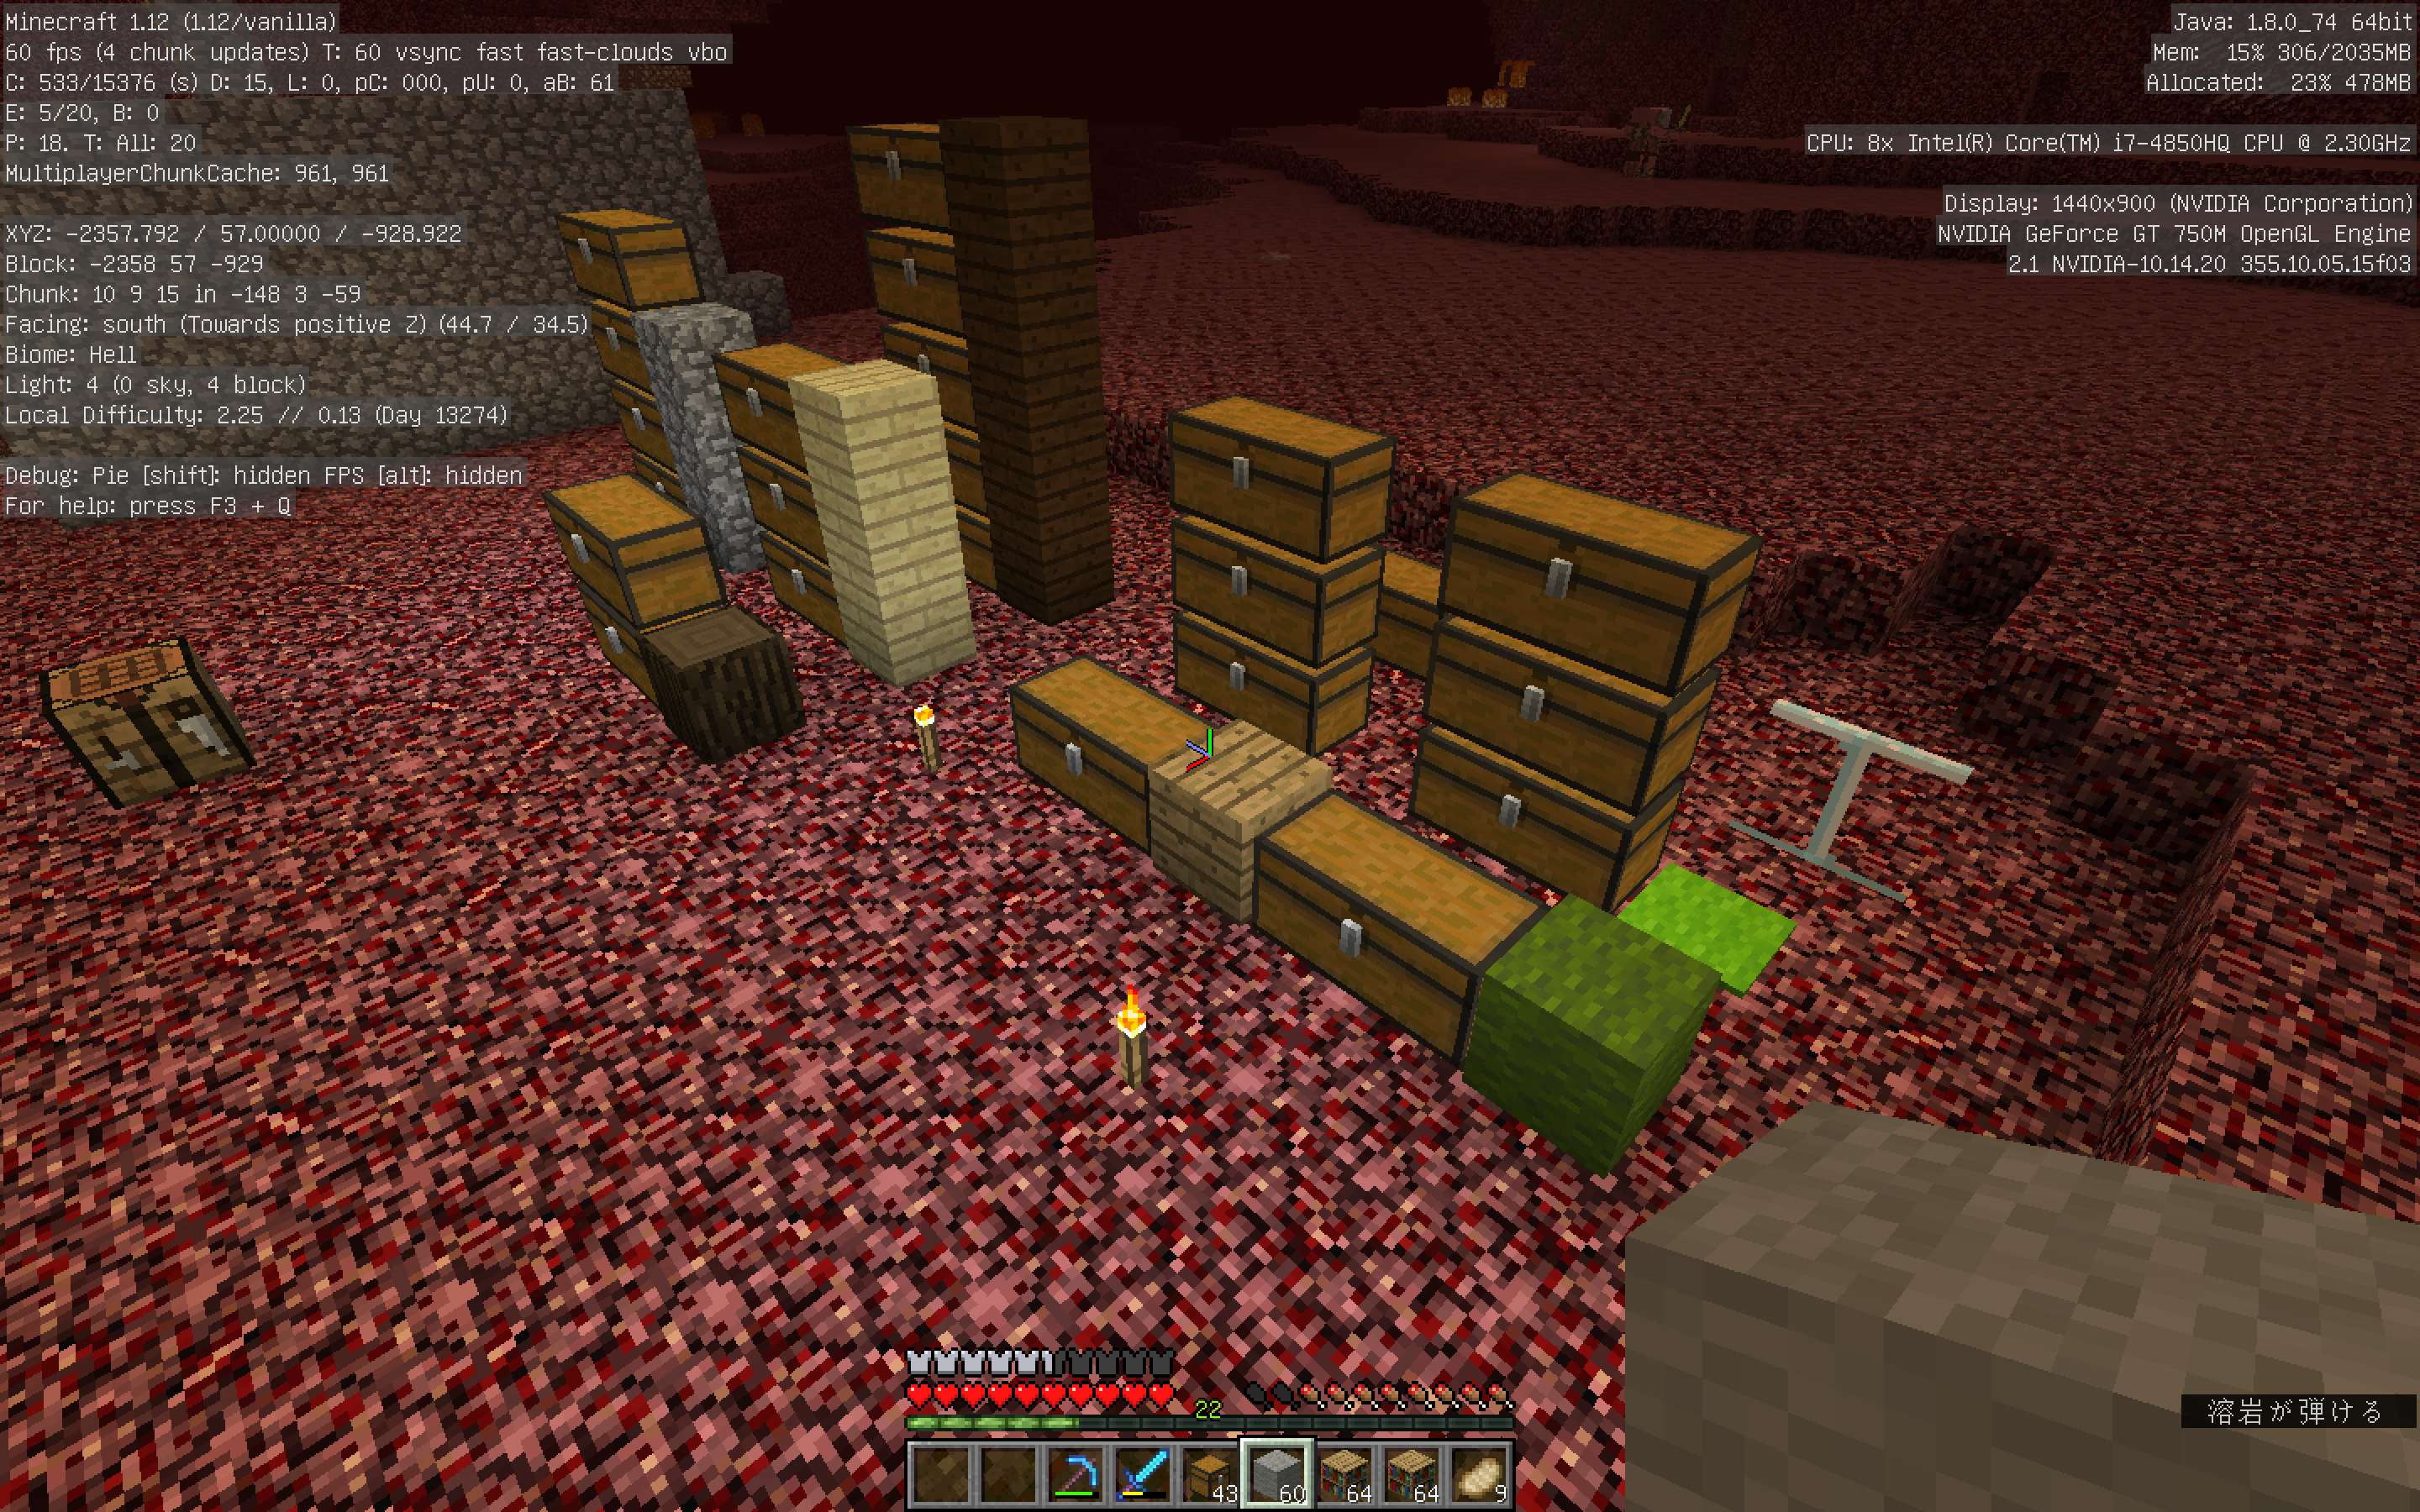 Minecraft 1.12 (1.12/vanilla)
60 fps (4 chunk updates) T: 60 vsync fast fast-clouds vbo
C: 533/15376 (s) D: 15, L: 0, pC: 000, pU: 0, aB: 61
E: 5/20, B: 0
P: 18. T: All: 20
MultiplayerChunkCache: 961, 961
XYZ: -2357.792 / 57.00000 / -928.922
Block: -2358 57 -929
Chunk: 10 9 15 in -148 3 -59
Facing: south (Towards positive Z) (44.7 / 34.5)
Biome: Hell
Light: 4 (0 sky, 4 block)
Local Difficulty: 2.25 // 0.13 (Day 13274)
Debug: Pie [shift]: hidden FPS [alt]: hidden
For help: press F3 + Q
Java: 1.8.0_74 64bit
Mem: 15% 306/2035MB
Allocated: 23% 478MB
CPU: 8x Intel(R) Core(TM) i7-4850HQ CPU @ 2.30GHz
Display: 1440x900 (NVIDIA Corporation)
NVIDIA GeForce GT 750M OpenGL Engine
2.1 NVIDIA-10.14.20 355.10.05.15f03
溶岩が弾ける
22
43 60 64 64 9